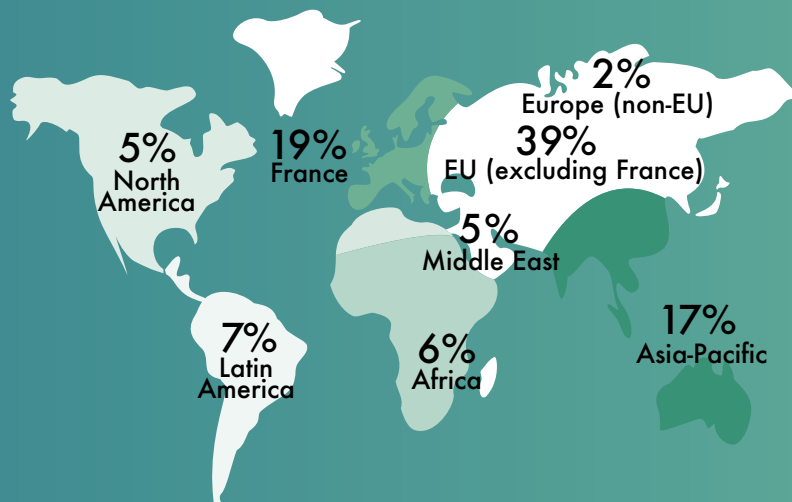 2%
Europe (non-EU)
39%
EU (excluding France)
19%
France
5%
North
America
5%
Middle East
7%
Latin
America
6%
Africa
17%
Asia-Pacific